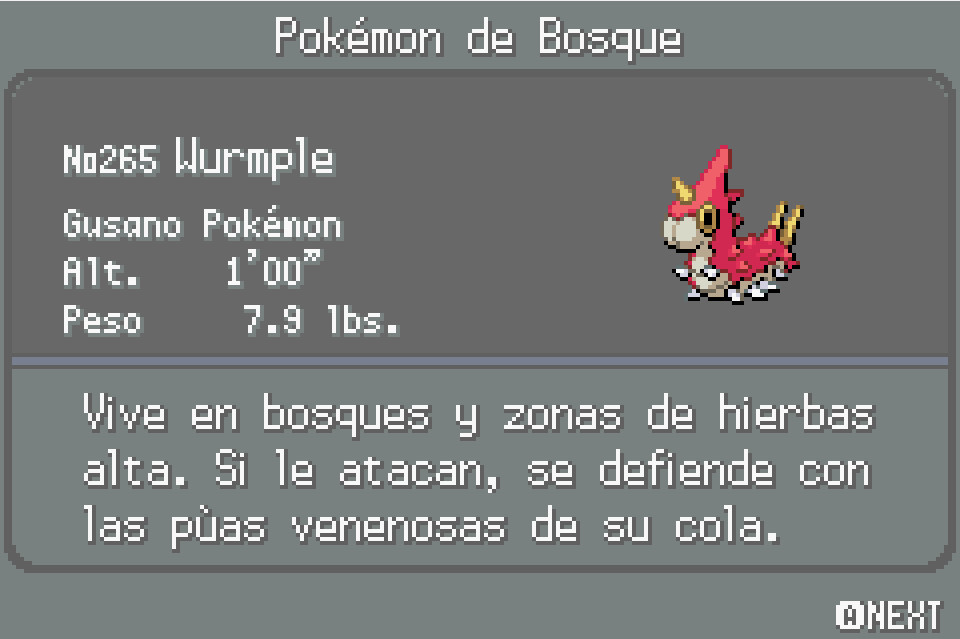 Pokémon de Bosque
No265 Wurmple
Gusano Pokémon
Alt. 1'00"
Peso 7.9 lbs.
Vive en bosques y zonas de hierbas
alta. Si le atacan, se defiende con
las pùas venenosas de su cola.
ⒶNEXT